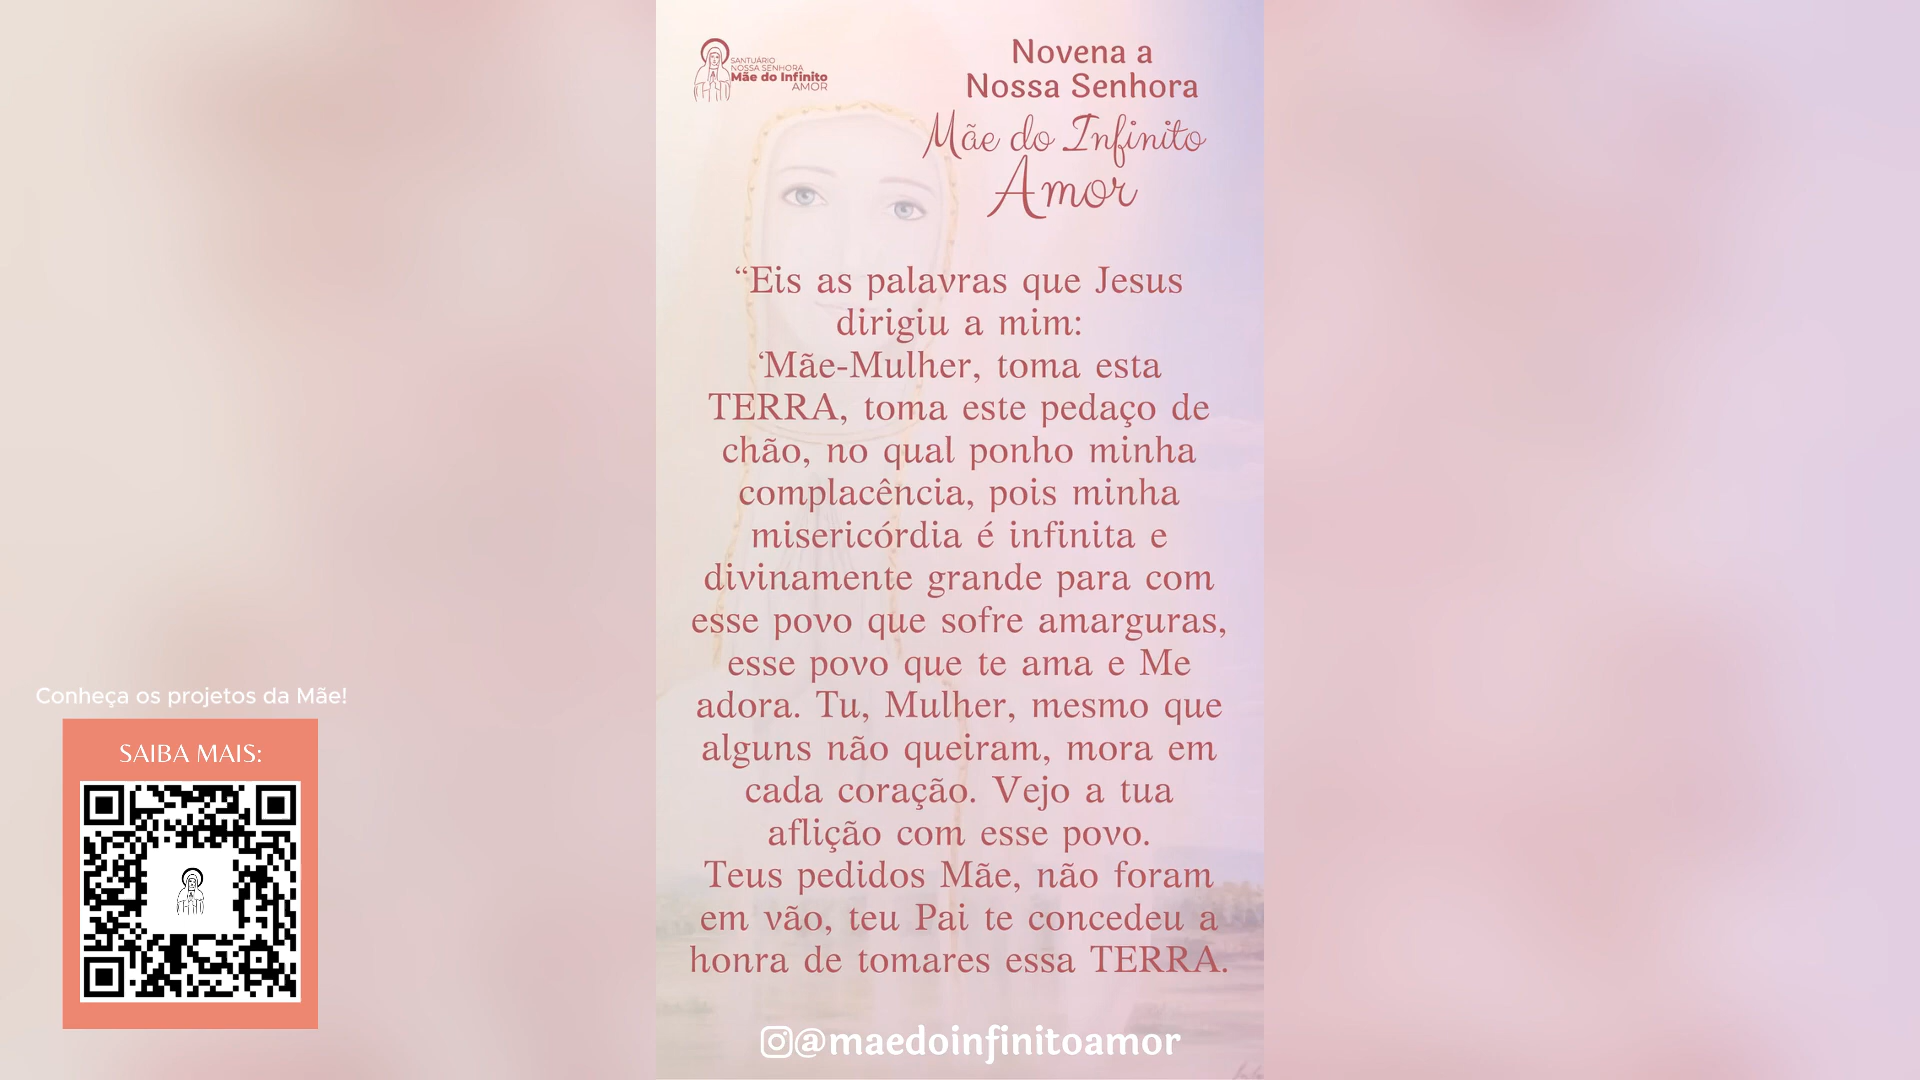 SANTUÁRIO
NOSSA SENHORA
Mãe do Infinito
AMOR
Novena a
Nossa Senhora
Mãe do Infinito
Amor
“Eis as palavras que Jesus
dirigiu a mim:
‘Mãe-Mulher, toma esta
TERRA, toma este pedaço de
chão, no qual ponho minha
complacência, pois minha
misericórdia é infinita e
divinamente grande para com
esse povo que sofre amarguras,
esse povo que te ama e Me
adora. Tu, Mulher, mesmo que
alguns não queiram, mora em
cada coração. Vejo a tua
aflição com esse povo.
Teus pedidos Mãe, não foram
em vão, teu Pai te concedeu a
honra de tomares essa TERRA.
@maedoinfinitoamor
Conheça os projetos da Mãe!
SAIBA MAIS: